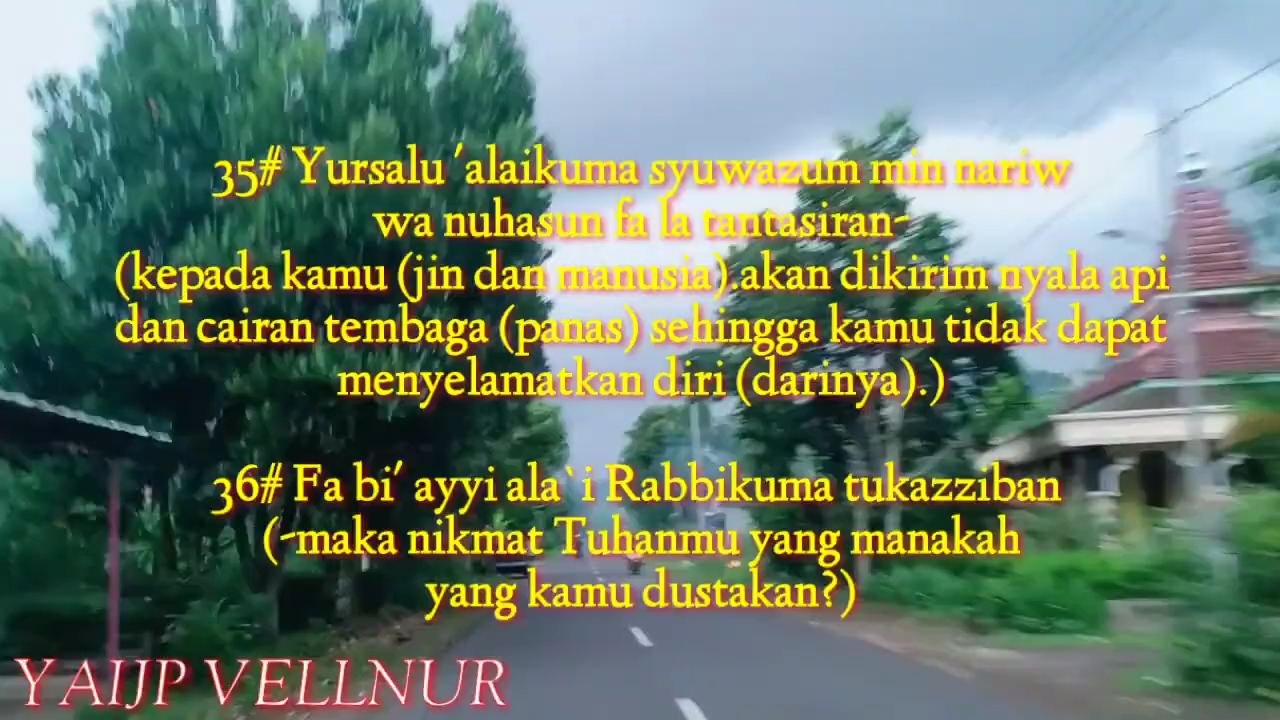 35# Yursalu 'alaikuma syuwazum min nariw
wa nuhasun fa la tantasiran-
(kepada kamu (jin dan manusia).akan dikirim nyala api
dan cairan tembaga (panas) sehingga kamu tidak dapat
menyelamatkan diri (darinya).)
36# Fa bi' ayyi ala`i Rabbikuma tukazziban
(-maka nikmat Tuhanmu yang manakah
yang kamu dustakan?)
YAIJP VELLNUR